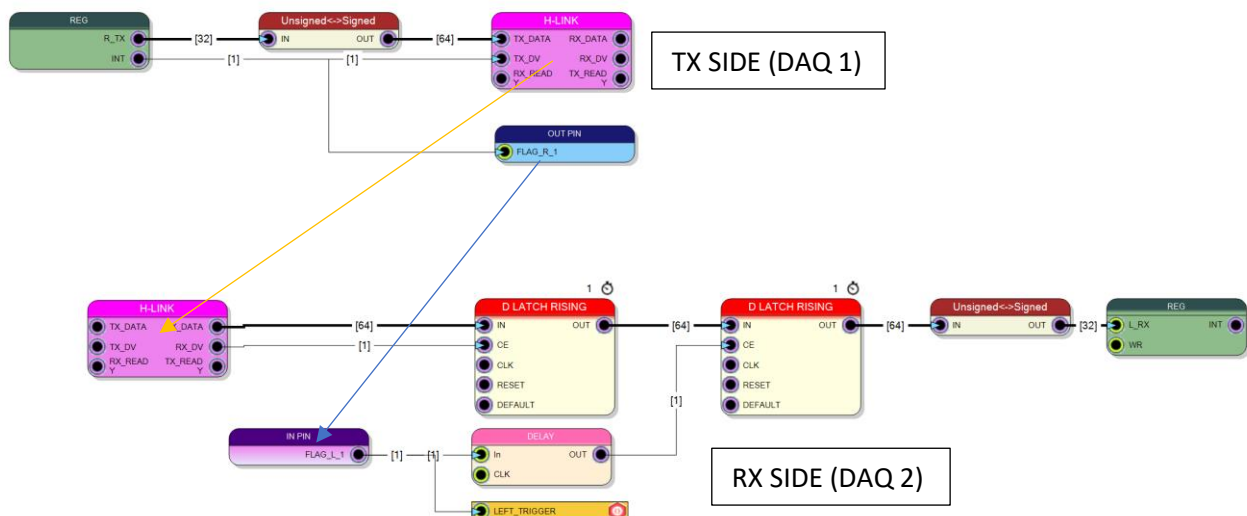 REG
R_TX
INT
[32]
[1]
Unsigned<->Signed
IN OUT
[64]
[1]
H-LINK
TX_DATA RX_DATA
TX_DV RX_DV
RX_READ TX_READ
Y Y
TX SIDE (DAQ 1)
OUT PIN
FLAG_R_1
H-LINK
TX_DATA X_DATA
TX_DV RX_DV
RX_READ TX_READ
Y Y
[64]
[1]
1
D LATCH RISING
IN OUT
CE
CLK
RESET
DEFAULT
[64]
[1]
1
D LATCH RISING
IN OUT
CE
CLK
RESET
DEFAULT
[64]
Unsigned<->Signed
IN OUT
[32]
REG
L_RX INT
WR
IN PIN
FLAG_L_1
[1]
[1]
DELAY
In OUT
CLK
LEFT_TRIGGER
RX SIDE (DAQ 2)